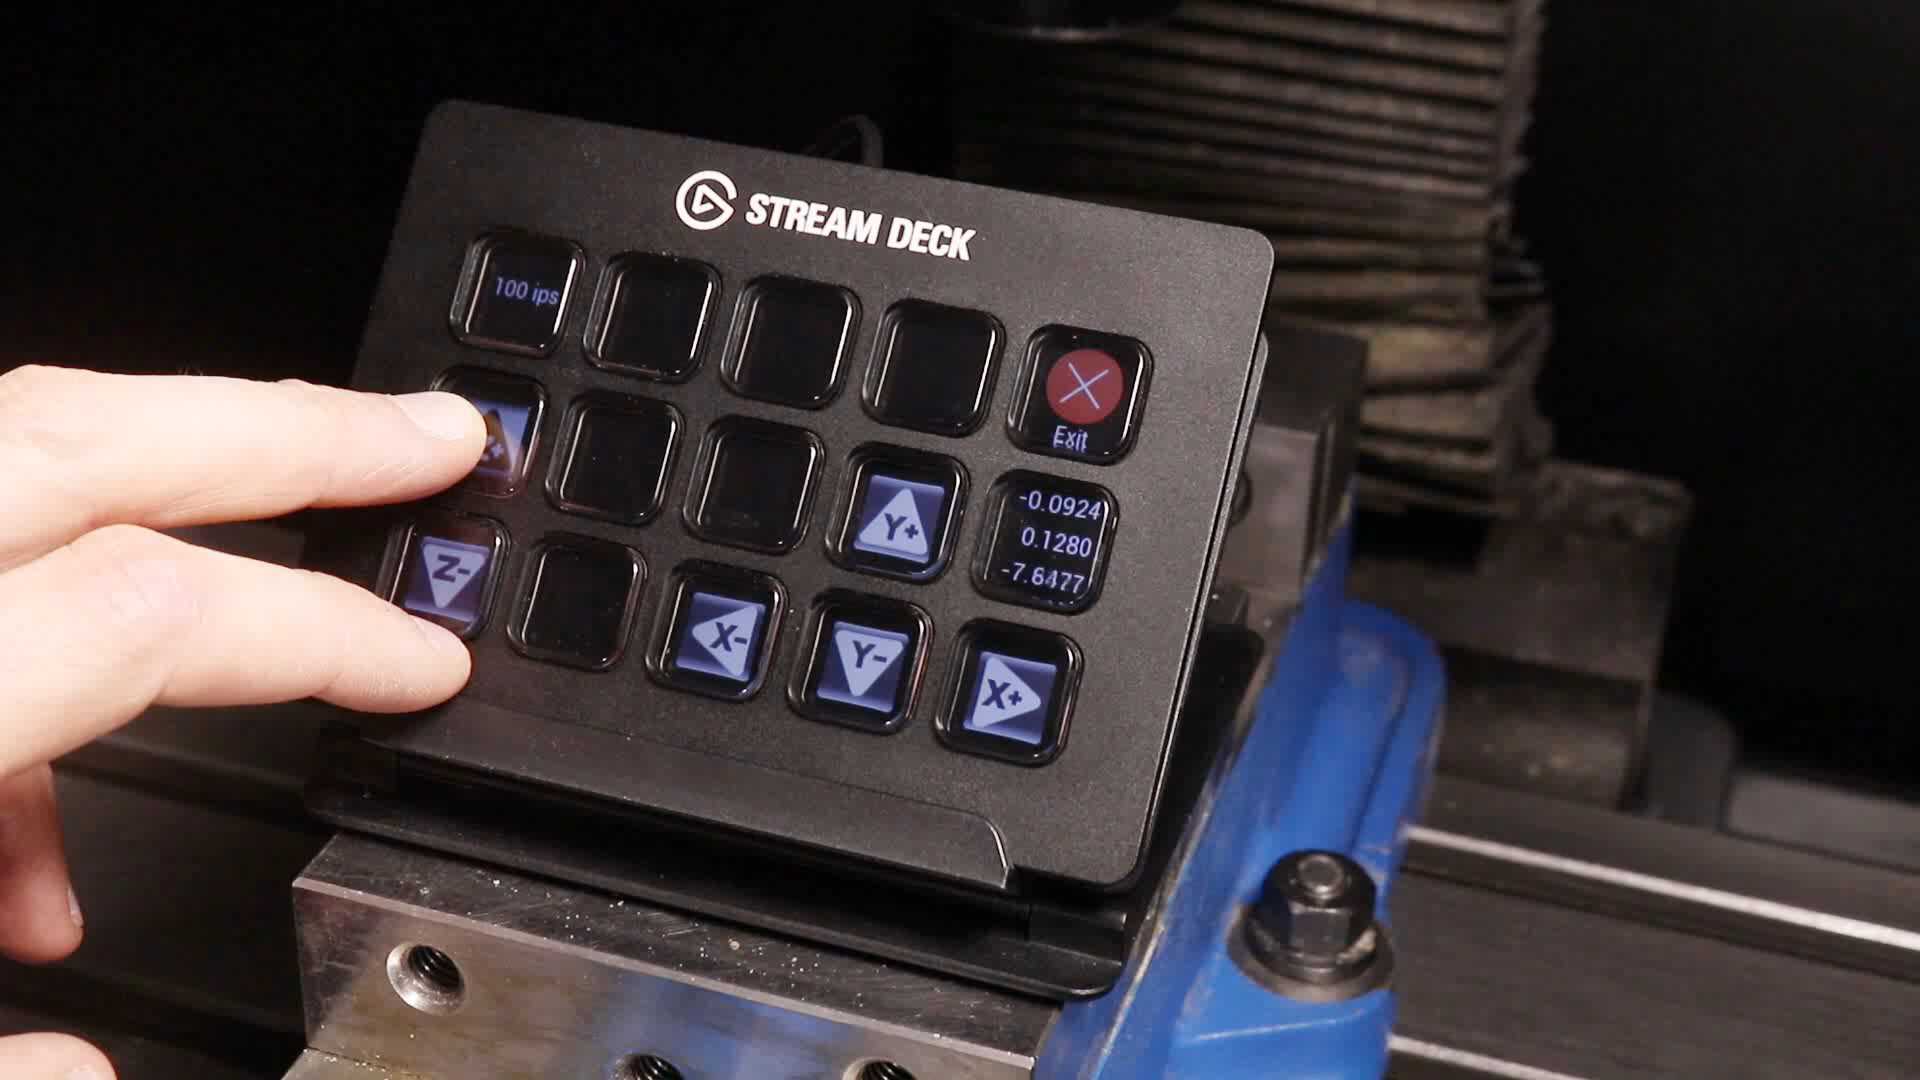 STREAM DECK
100 ips
Exit
Y+
-0.0924
0.1280
-7.6477
Z-
X-
Y-
X+